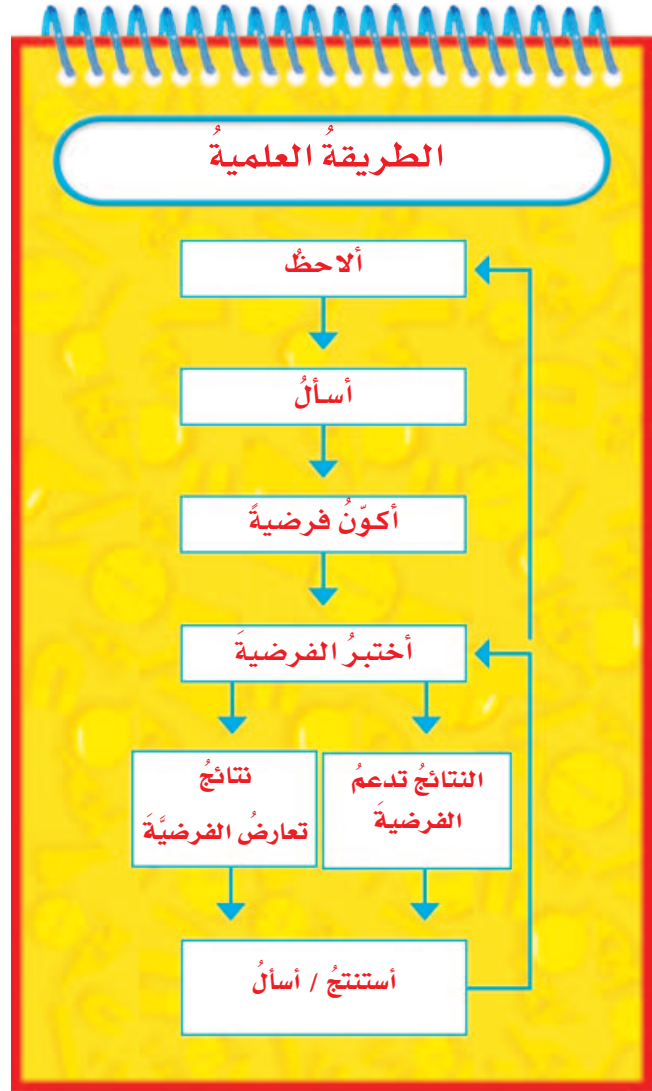 الطريقةُ العلميةُ
ألاحظُ
أسألُ
أكوّنُ فرضيةً
أختبرُ الفرضيةَ
النتائجُ تدعمُ
الفرضيةَ
نتائجُ
تعارضُ الفرضيَّةَ
أستنتجُ / أسألُ